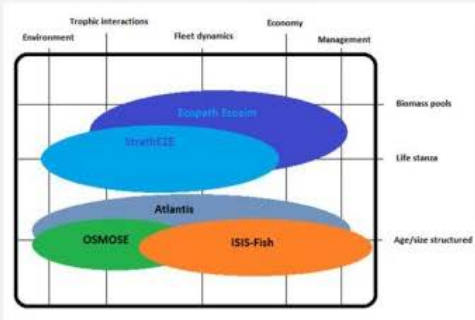 Trophic interactions
Economy
Environment
Fleet dynamics
Management
Ecopath Ecosim
Biomass pools
StrathE2E
Life stanza
Atlantis
OSMOSE
ISIS-Fish
Age/size structured